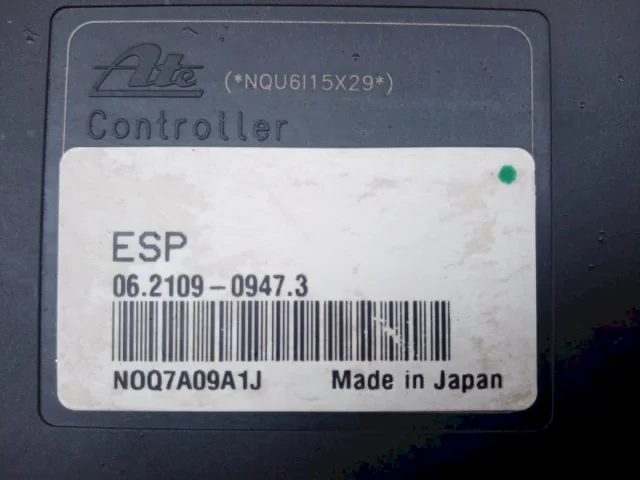 Ate (*NQU6I15X29*)
Controller
ESP
06.2109-0947.3
NOQ7A09A1J Made in Japan